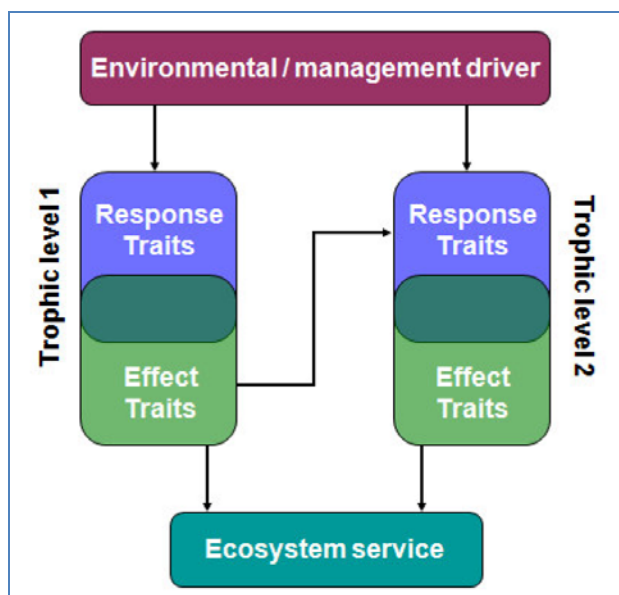 Environmental / management driver
Trophic level 1
Response
Traits
Effect
Traits
Response
Traits
Effect
Traits
Trophic level 2
Ecosystem service